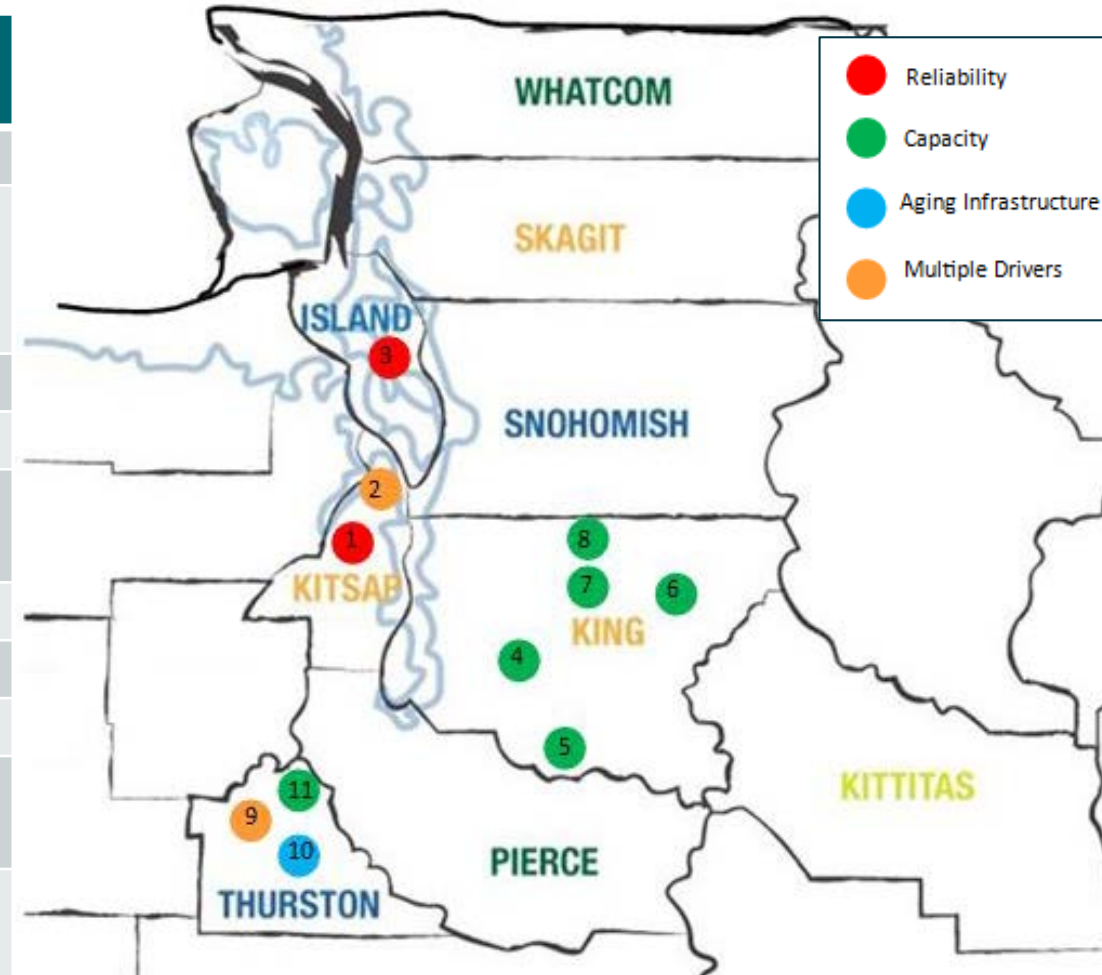 WHATCOM
Reliability
Capacity
SKAGIT
Aging Infrastructure
Multiple Drivers
ISLAND
3
SNOHOMISH
2
1
8
7
6
KITSAP
KING
4
5
11
9
10
KITTITAS
PIERCE
THURSTON